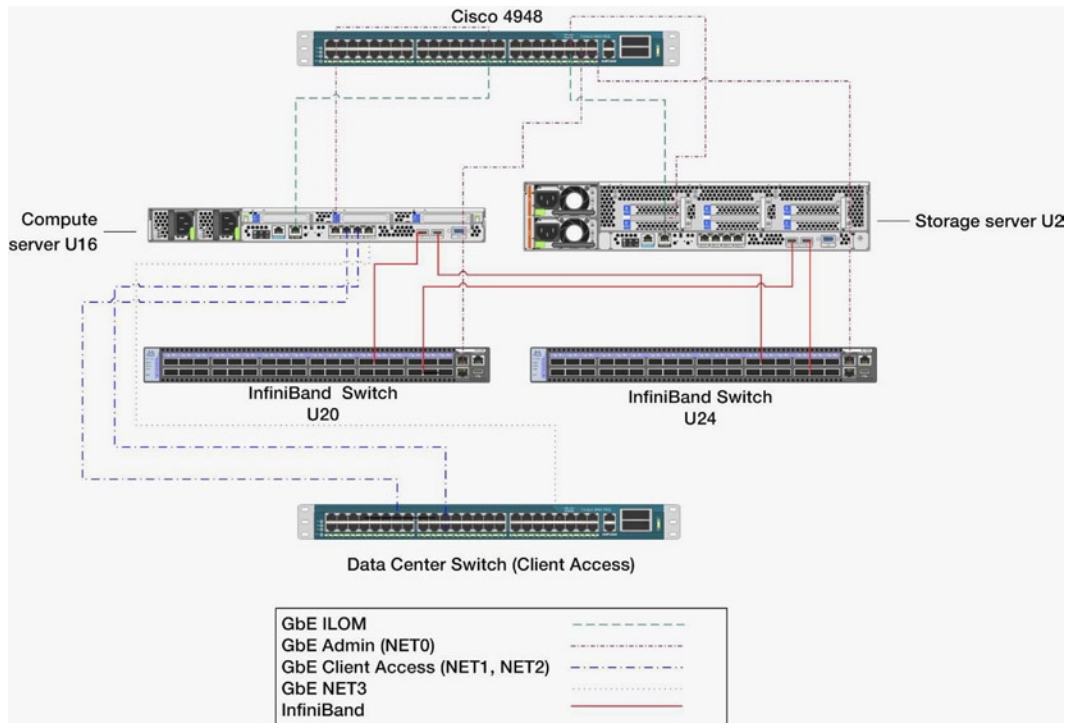 Cisco 4948
Compute
server U16
Storage server U2
InfiniBand Switch
U20
InfiniBand Switch
U24
Data Center Switch (Client Access)
GbE ILOM
GbE Admin (NET0)
GbE Client Access (NET1, NET2)
GbE NET3
InfiniBand